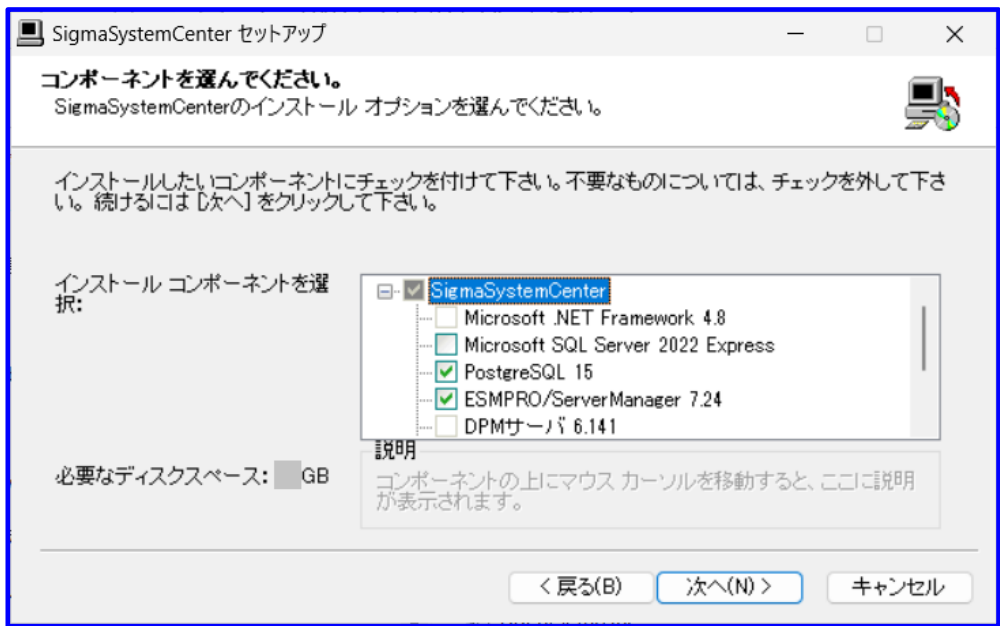 SigmaSystemCenter セットアップ
コンポーネントを選んでください。
SigmaSystemCenterのインストール オプションを選んでください。
インストールしたいコンポーネントにチェックを付けて下さい。不要なものについては、チェックを外して下さ
い。続けるには [次へ] をクリックして下さい。
インストール コンポーネントを選
択:
SigmaSystemCenter
Microsoft .NET Framework 4.8
Microsoft SQL Server 2022 Express
PostgreSQL 15
ESMPRO/ServerManager 7.24
DPMサーバ 6.141
必要なディスクスペース: GB
説明
コンポーネントの上にマウス カーソルを移動すると、ここに説明
が表示されます。
< 戻る(B)
次へ(N) >
キャンセル